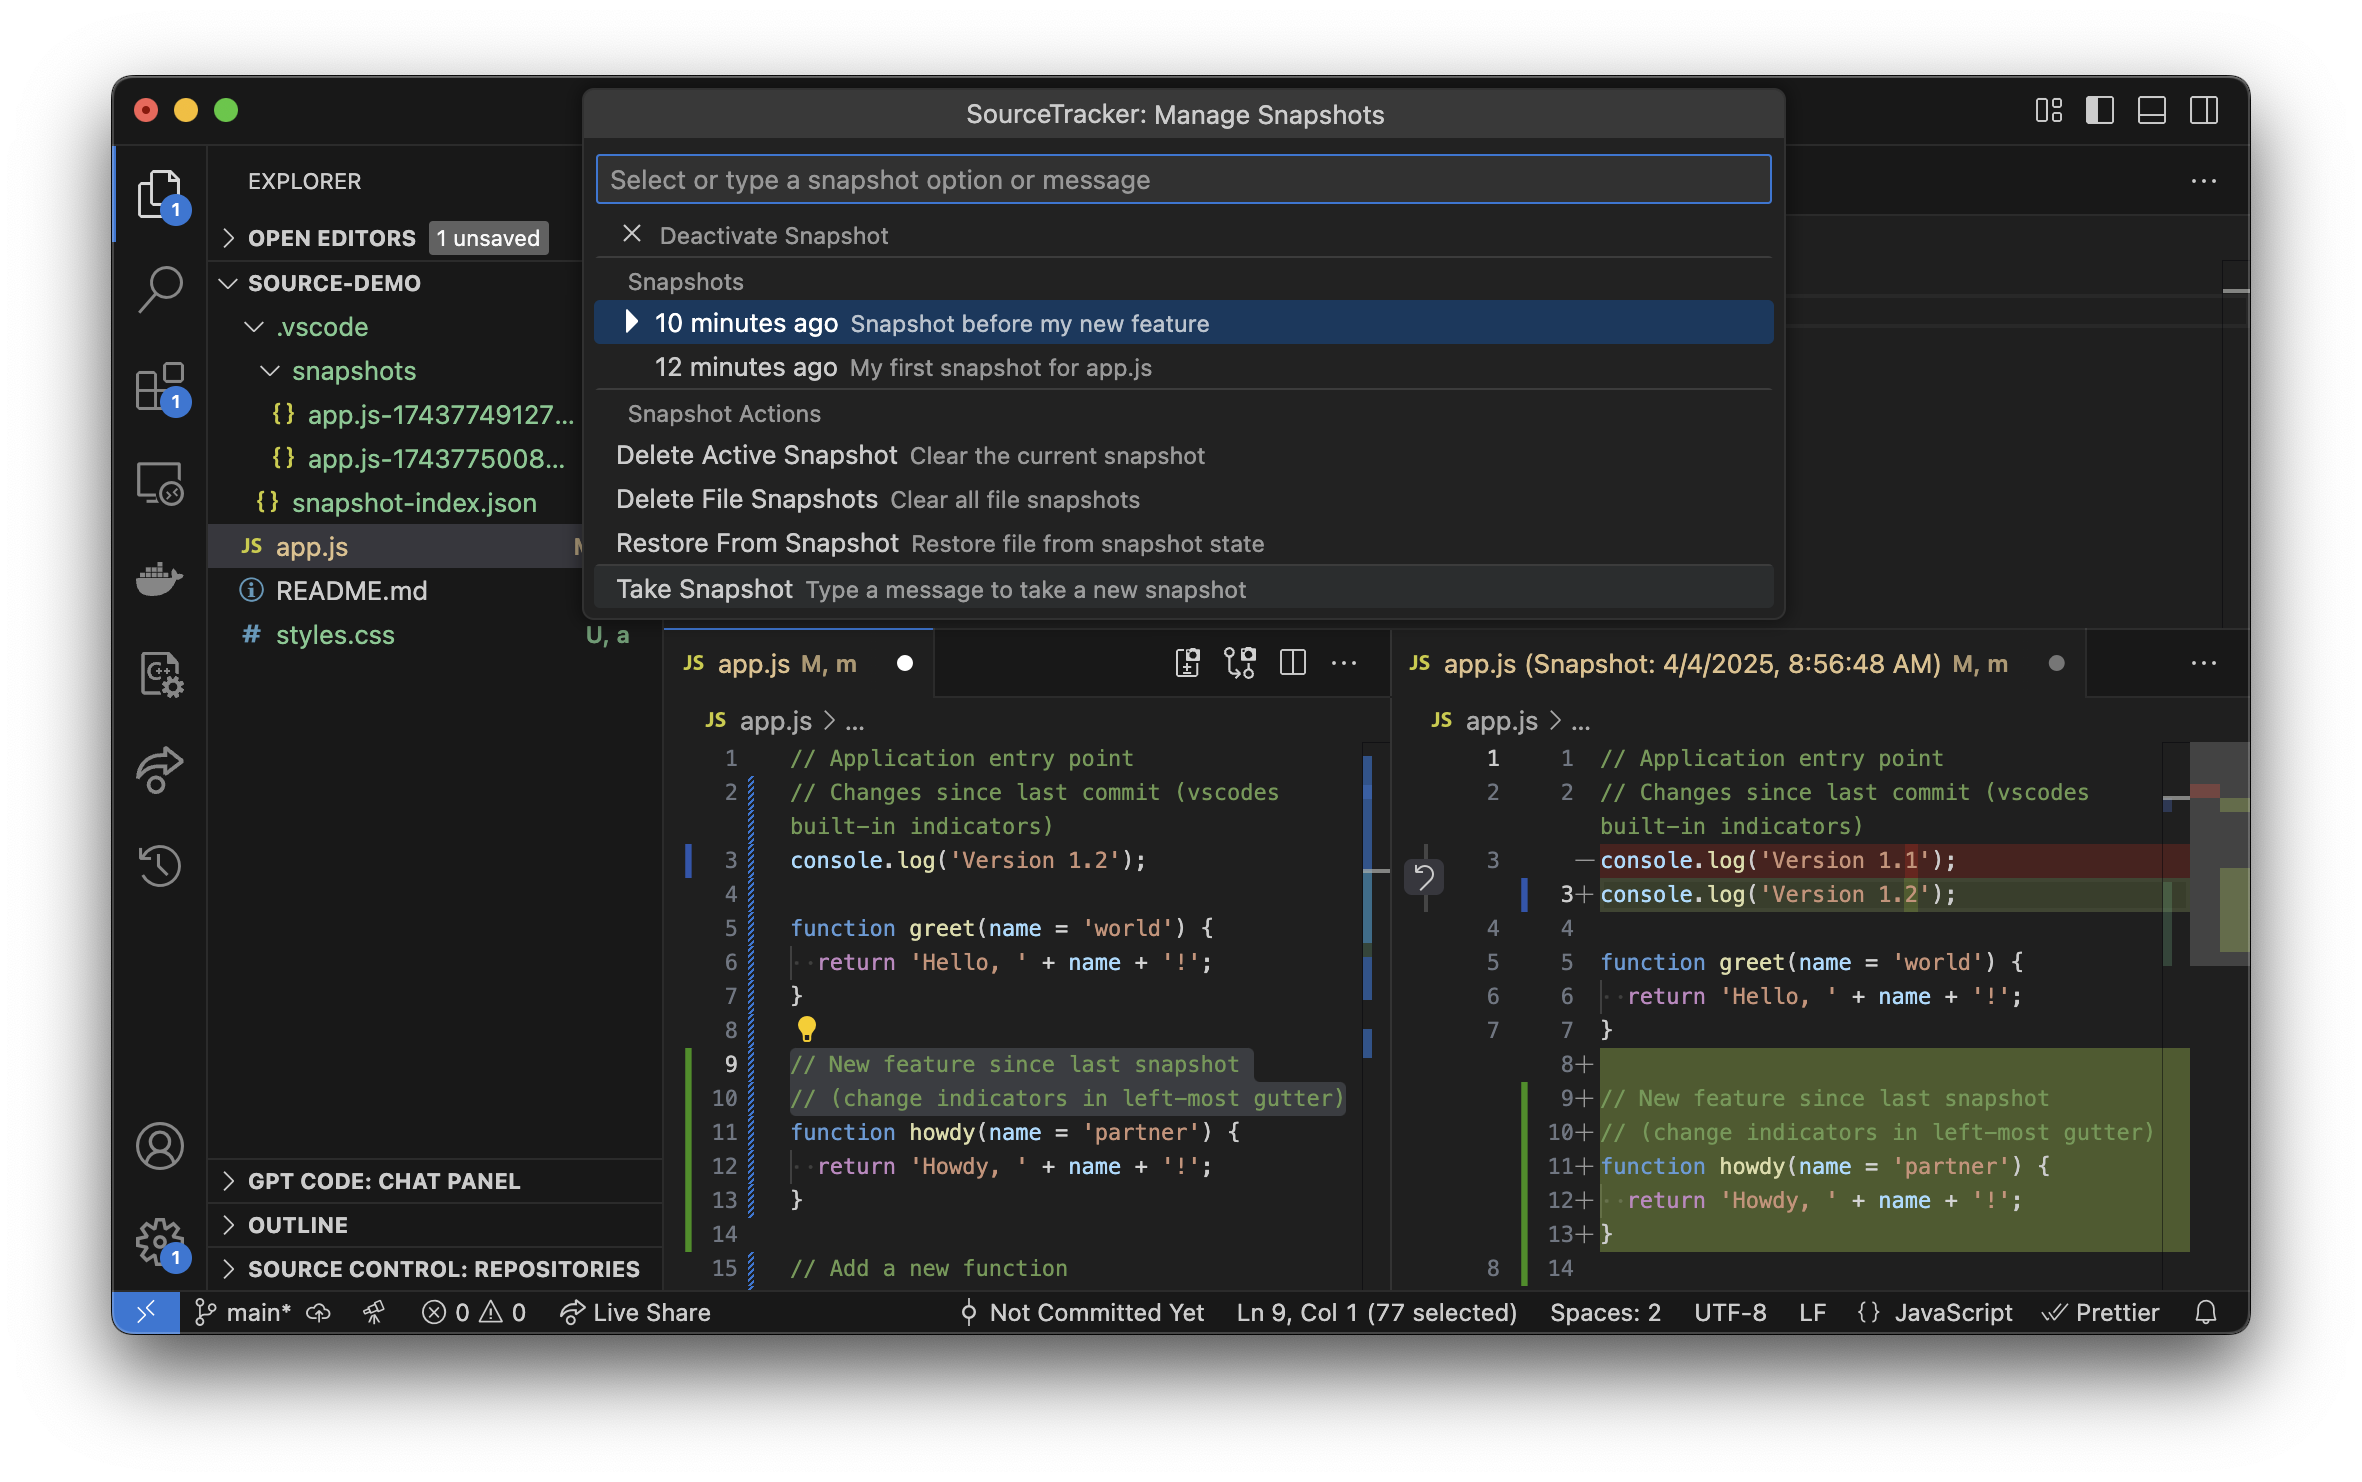 SourceTracker: Manage Snapshots
Select or type a snapshot option or message
Deactivate Snapshot
Snapshots
10 minutes ago Snapshot before my new feature
12 minutes ago My first snapshot for app.js
Snapshot Actions
Delete Active Snapshot Clear the current snapshot
Delete File Snapshots Clear all file snapshots
Restore From Snapshot Restore file from snapshot state
Take Snapshot Type a message to take a new snapshot
1
1
1
EXPLORER
OPEN EDITORS 1 unsaved
SOURCE-DEMO
.vscode
snapshots
{} app.js-17437749127...
{} app.js-1743775008...
{} snapshot-index.json
JS app.js
README.md
# styles.css U, a
GPT CODE: CHAT PANEL
OUTLINE
SOURCE CONTROL: REPOSITORIES
JS app.js M, m
JS app.js > ...
1 // Application entry point
2 // Changes since last commit (vscodes
built-in indicators)
3 console.log('Version 1.2');
4
5 function greet(name = 'world') {
6 return 'Hello, ' + name + '!';
7 }
8
9 // New feature since last snapshot
10 // (change indicators in left-most gutter)
11 function howdy(name = 'partner') {
12 return 'Howdy, ' + name + '!';
13 }
14
15 // Add a new function
JS app.js (Snapshot: 4/4/2025, 8:56:48 AM) M, m
JS app.js > ...
1 1 // Application entry point
2 2 // Changes since last commit (vscodes
built-in indicators)
3 — console.log('Version 1.1');
3+ console.log('Version 1.2');
4 4
5 5 function greet(name = 'world') {
6 6 return 'Hello, ' + name + '!';
7 7 }
8+
9+ // New feature since last snapshot
10+ // (change indicators in left-most gutter)
11+ function howdy(name = 'partner') {
12+ return 'Howdy, ' + name + '!';
13+ }
8 14
main* 0 0 Live Share Not Committed Yet Ln 9, Col 1 (77 selected) Spaces: 2 UTF-8 LF {} JavaScript Prettier